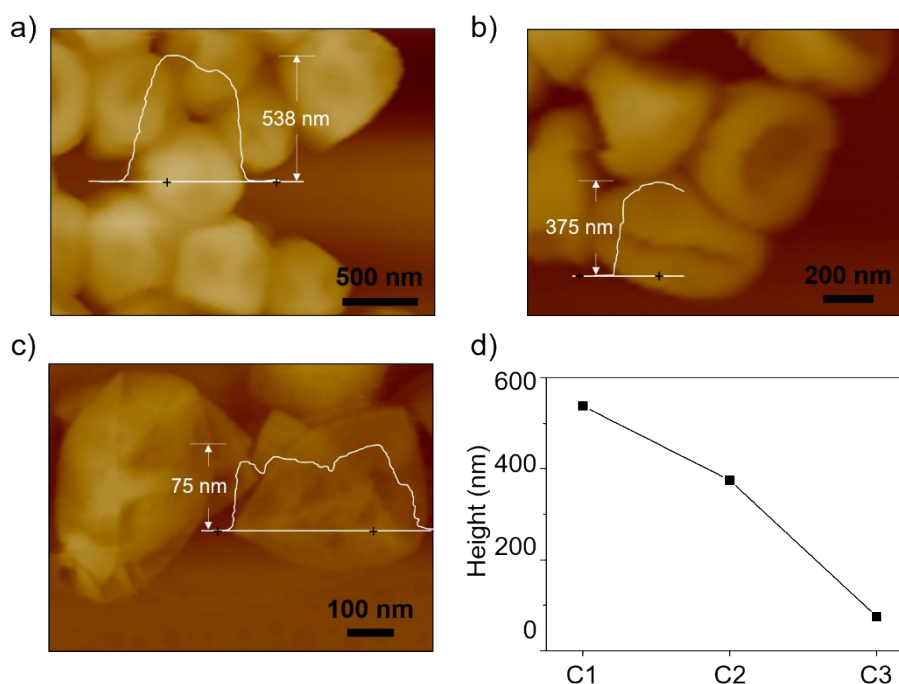 a)
538 nm
500 nm
b)
375 nm
200 nm
c)
75 nm
100 nm
d)
600
400
200
0
Height (nm)
C1 C2 C3